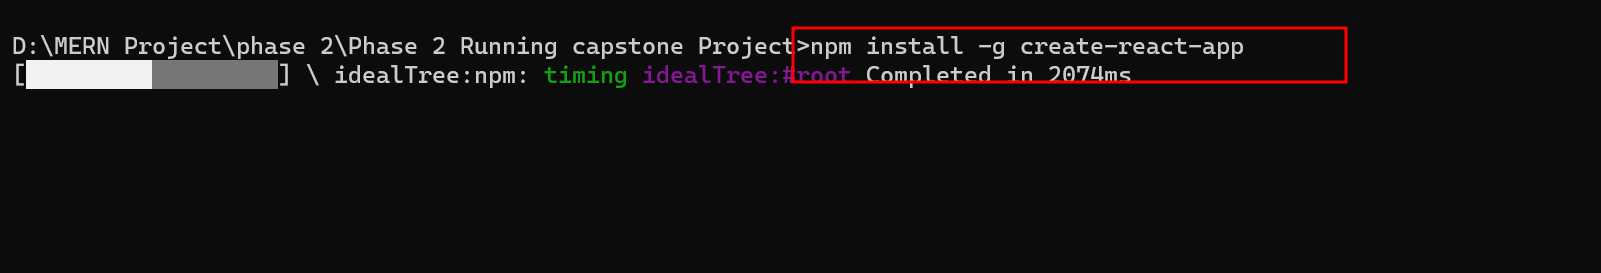 D:\MERN Project\phase 2\Phase 2 Running capstone Project>npm install -g create-react-app
[] \ idealTree:npm: timing idealTree:#root Completed in 2074ms